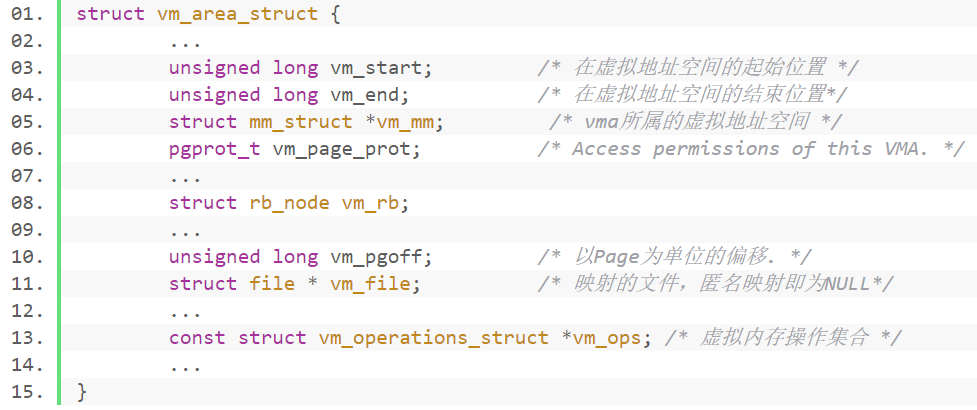 01. struct vm_area_struct {
02. ...
03. unsigned long vm_start; /* 在虚拟地址空间的起始位置 */
04. unsigned long vm_end; /* 在虚拟地址空间的结束位置*/
05. struct mm_struct *vm_mm; /* vma所属的虚拟地址空间 */
06. pgprot_t vm_page_prot; /* Access permissions of this VMA. */
07. ...
08. struct rb_node vm_rb;
09. ...
10. unsigned long vm_pgoff; /* 以Page为单位的偏移. */
11. struct file * vm_file; /* 映射的文件，匿名映射即为NULL*/
12. ...
13. const struct vm_operations_struct *vm_ops; /* 虚拟内存操作集合 */
14. ...
15. }